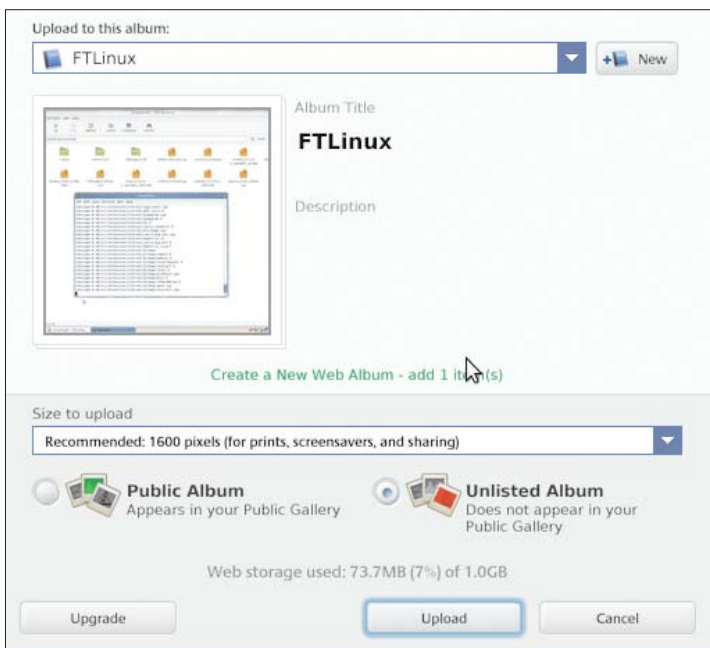 Upload to this album:
FTLinux
New
Album Title
FTLinux
Description
Create a New Web Album - add 1 item(s)
Size to upload
Recommended: 1600 pixels (for prints, screensavers, and sharing)
Public Album
Appears in your Public Gallery
Unlisted Album
Does not appear in your
Public Gallery
Web storage used: 73.7MB (7%) of 1.0GB
Upgrade
Upload
Cancel